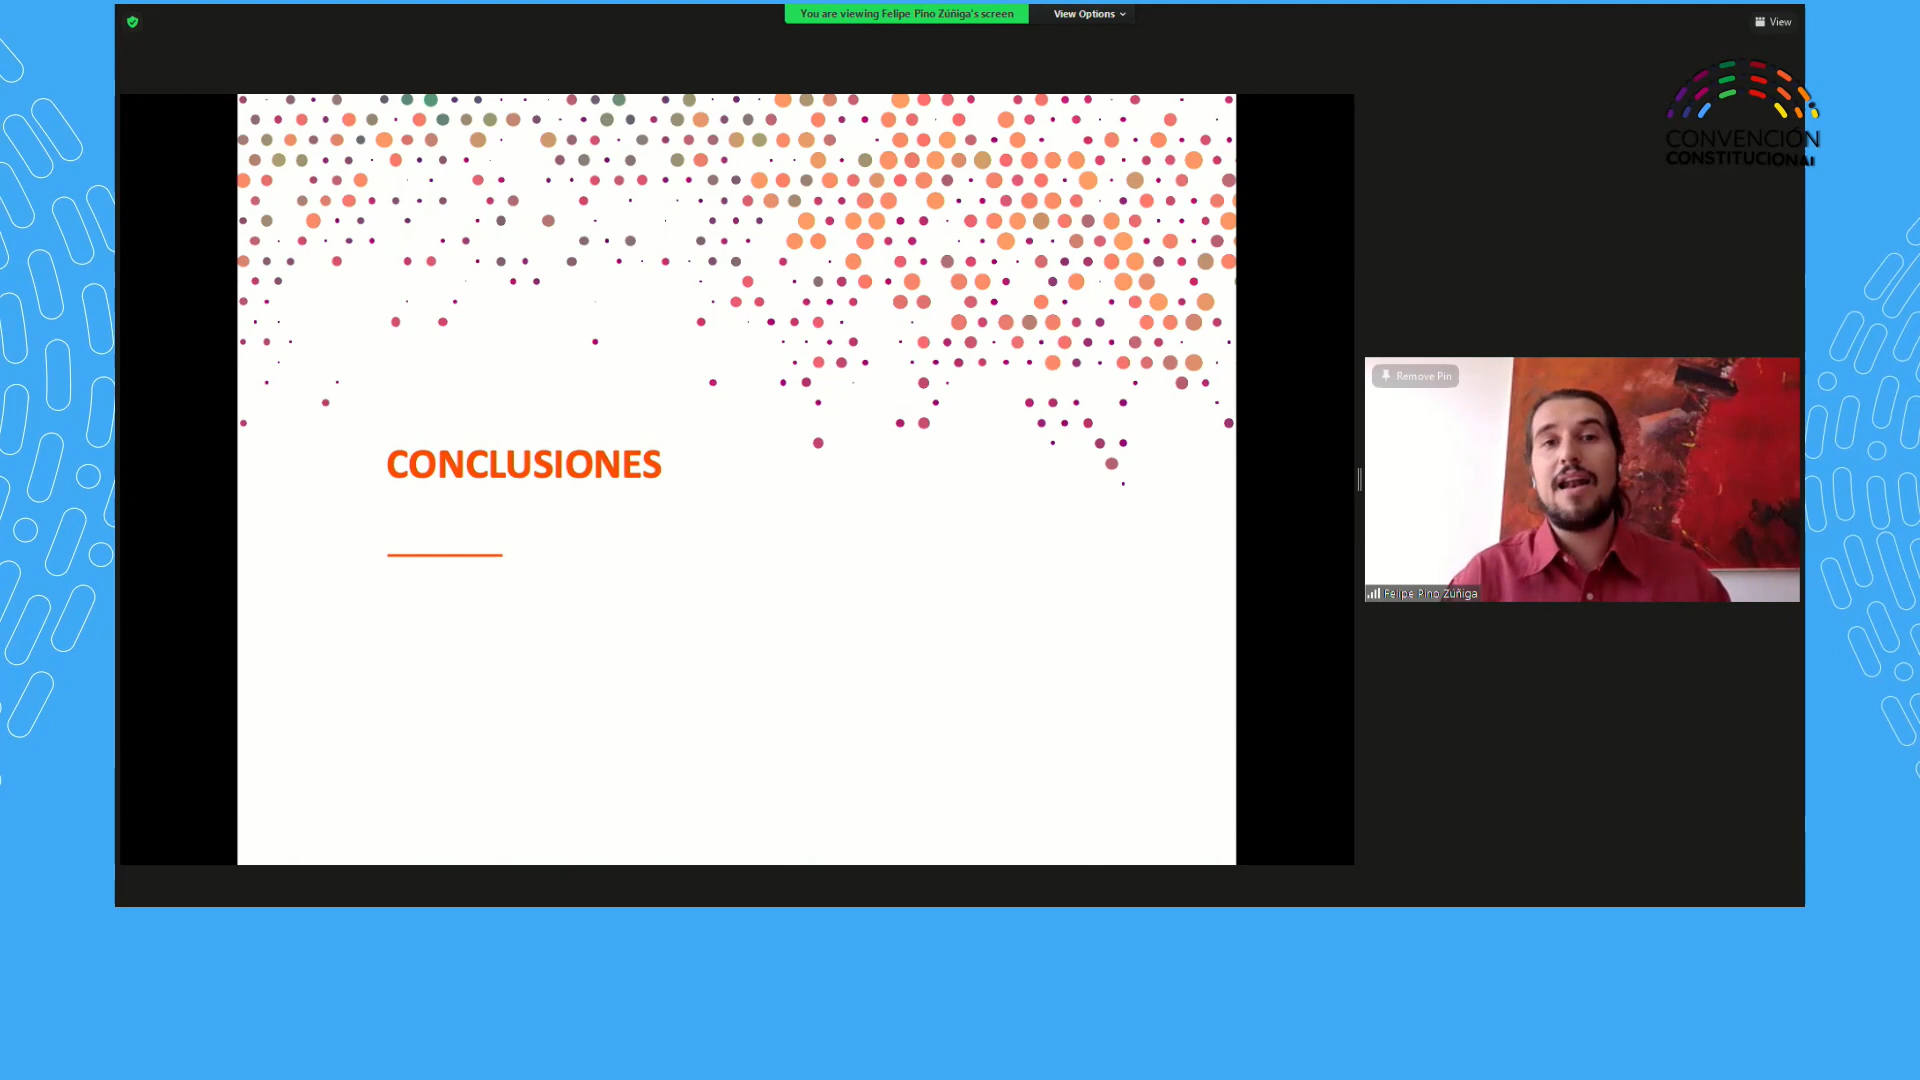 You are viewing Felipe Pino Zúñiga's screen
View Options
View
CONVENCIÓN
CONSTITUCIONAL
Remove Pin
CONCLUSIONES
Felipe Pino Zúñiga